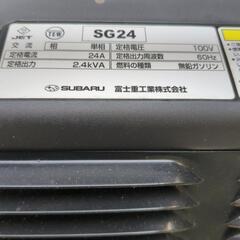 JET TEW SG24
交流 相 単相 定格電圧 100V
定格電流 24A 定格出力周波数 60Hz
定格出力 2.4kVA 燃料の種類 無鉛ガソリン
SUBARU 富士重工業株式会社